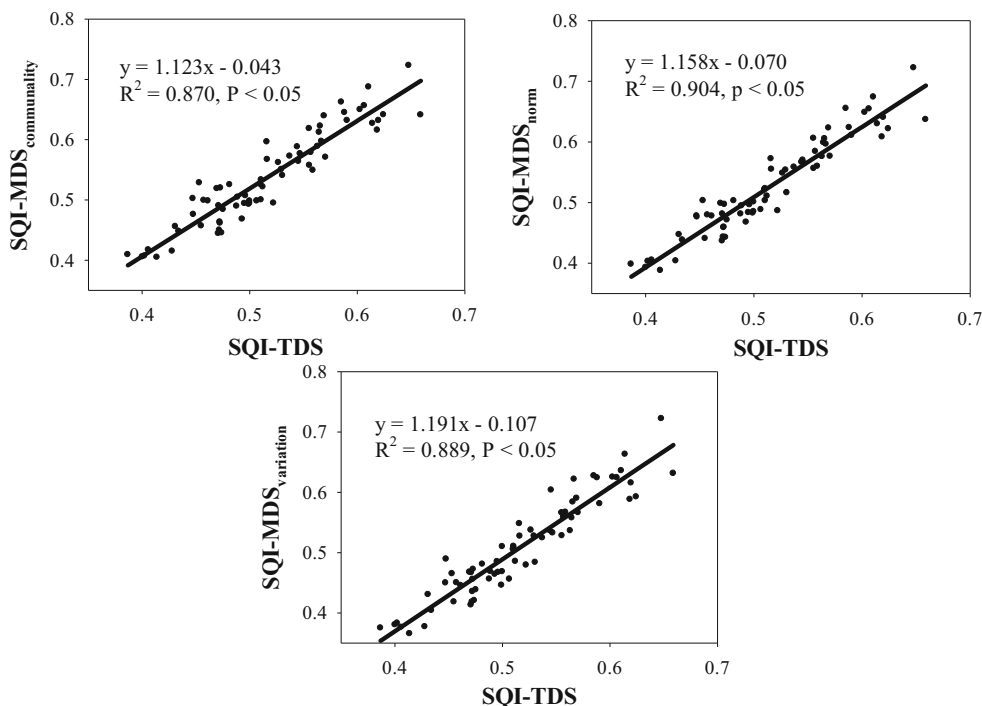 0.8
y = 1.123x - 0.043
R² = 0.870, P < 0.05
0.7
0.6
0.5
0.4
SQI-MDScommunality
0.4 0.5 0.6 0.7
SQI-TDS
0.8
y = 1.158x - 0.070
R² = 0.904, p < 0.05
0.7
0.6
0.5
0.4
SQI-MDSnorm
0.4 0.5 0.6 0.7
SQI-TDS
0.8
y = 1.191x - 0.107
R² = 0.889, P < 0.05
0.7
0.6
0.5
0.4
SQI-MDSvariation
0.4 0.5 0.6 0.7
SQI-TDS